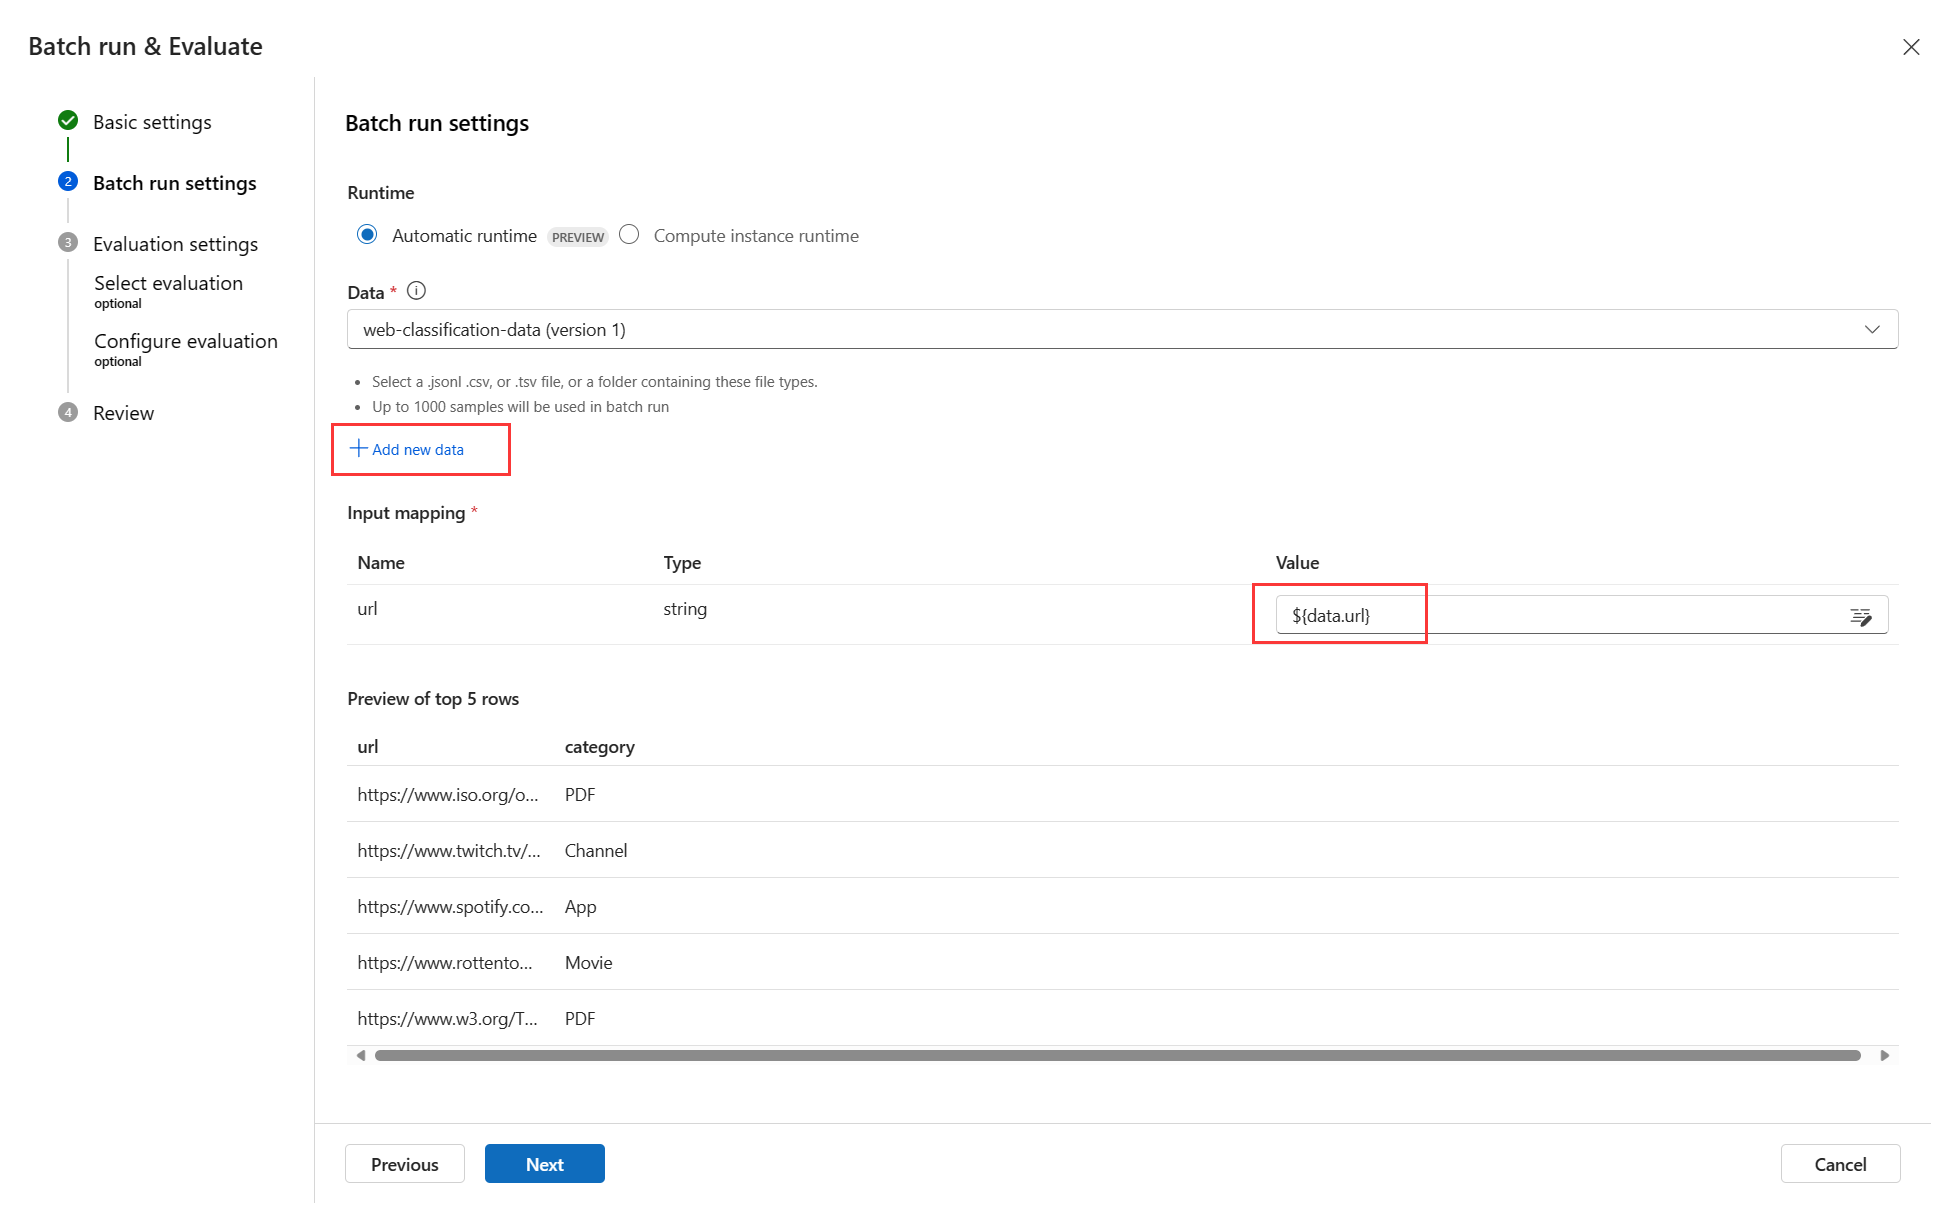 Batch run & Evaluate
Basic settings
2 Batch run settings
3 Evaluation settings
Select evaluation
optional
Configure evaluation
optional
4 Review
Batch run settings
Runtime
Automatic runtime PREVIEW Compute instance runtime
Data *
web-classification-data (version 1)
• Select a .jsonl .csv, or .tsv file, or a folder containing these file types.
• Up to 1000 samples will be used in batch run
Add new data
Input mapping *
Name Type Value
url string ${data.url}
Preview of top 5 rows
url category
https://www.iso.org/o... PDF
https://www.twitch.tv/... Channel
https://www.spotify.co... App
https://www.rottento... Movie
https://www.w3.org/T... PDF
Previous Next Cancel